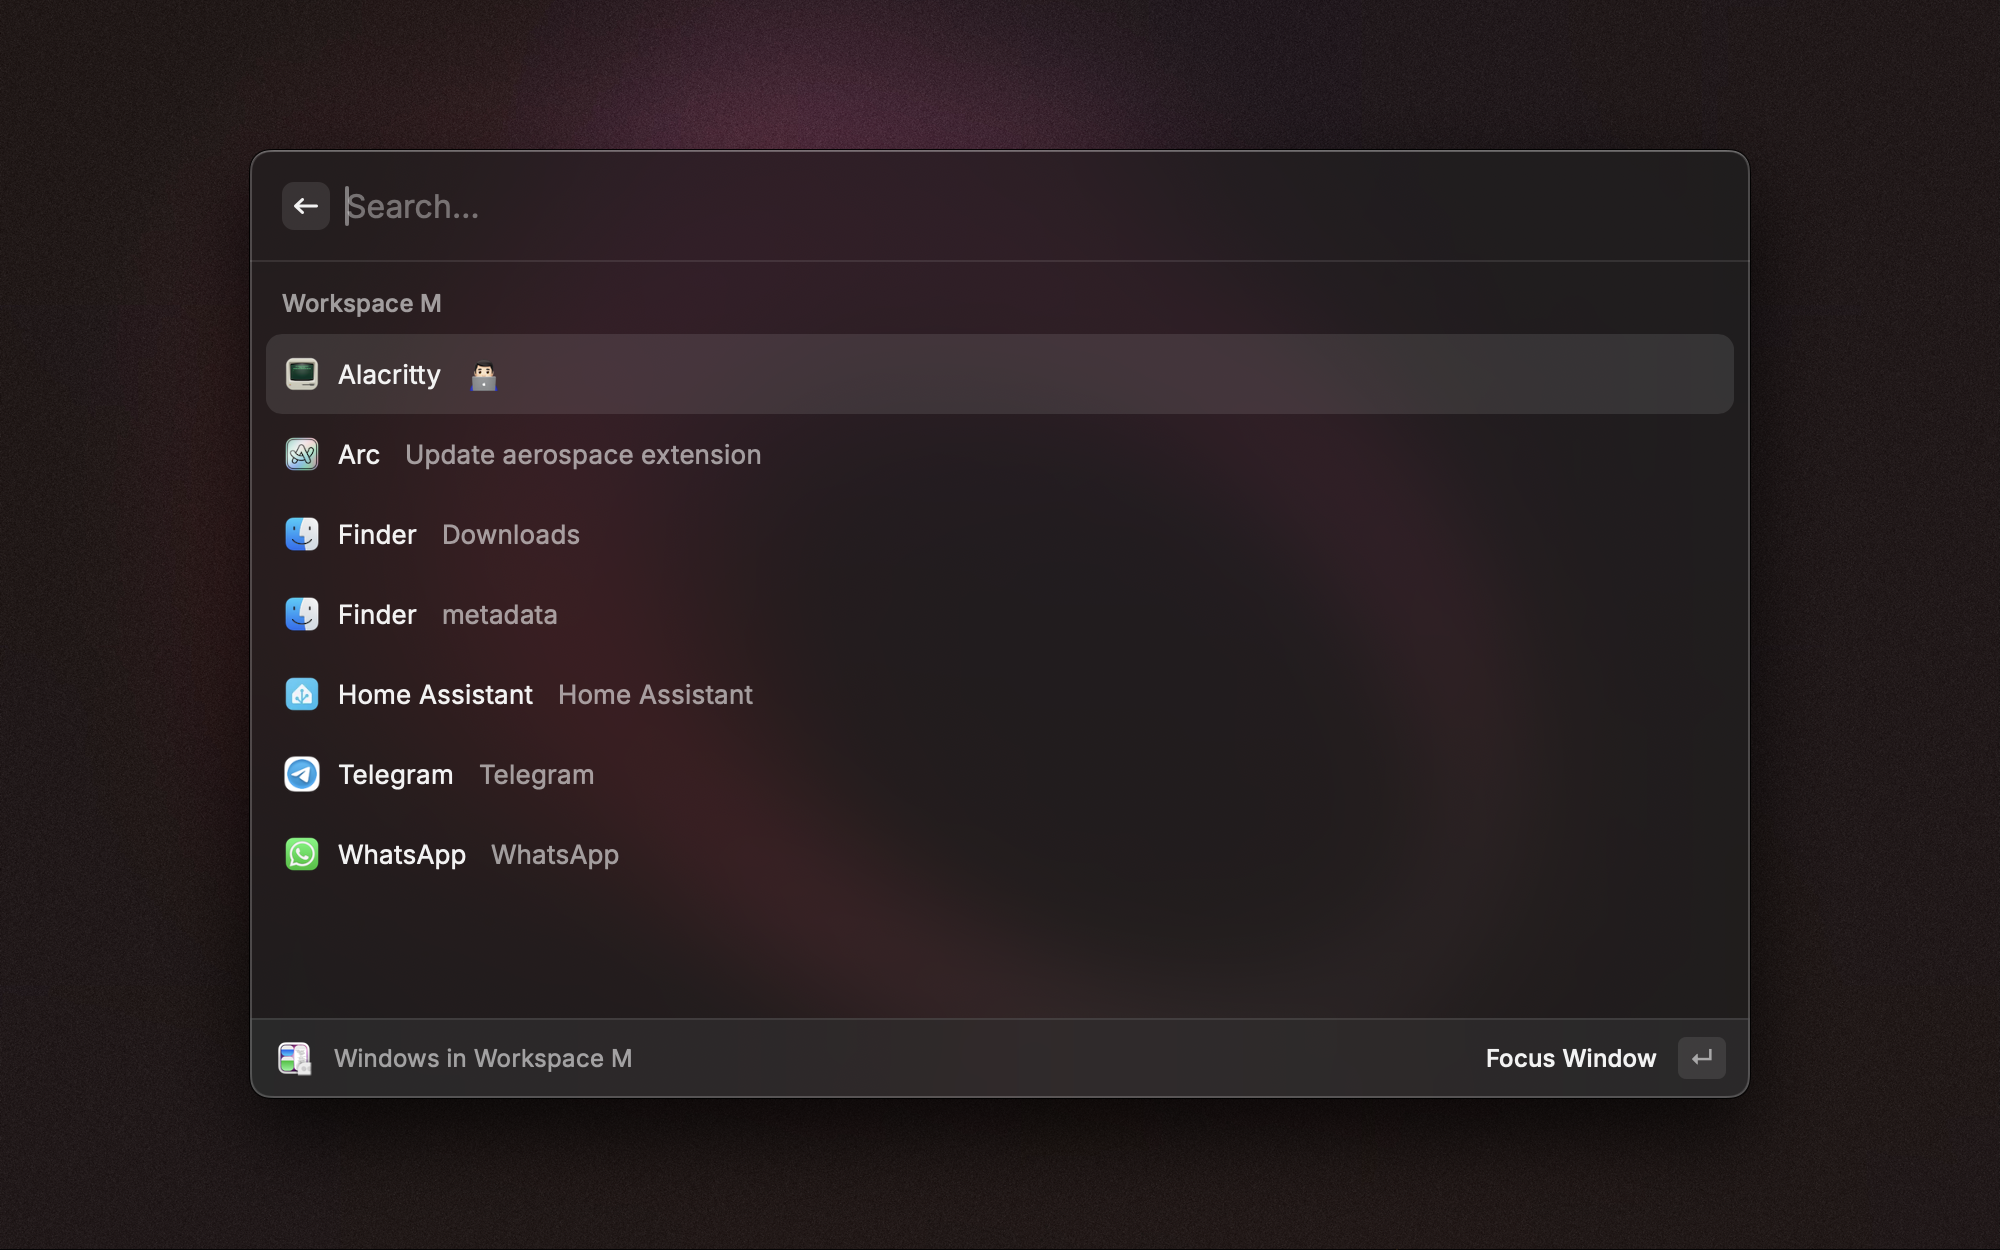 Search...
Workspace M
Alacritty 🧑🏻‍💻
Arc Update aerospace extension
Finder Downloads
Finder metadata
Home Assistant Home Assistant
Telegram Telegram
WhatsApp WhatsApp
Windows in Workspace M Focus Window